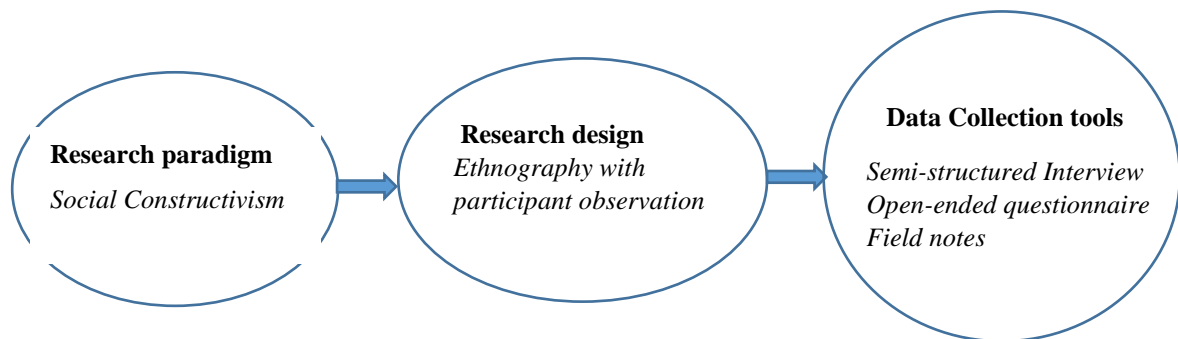 Research paradigm
Social Constructivism
Research design
Ethnography with
participant observation
Data Collection tools
Semi-structured Interview
Open-ended questionnaire
Field notes